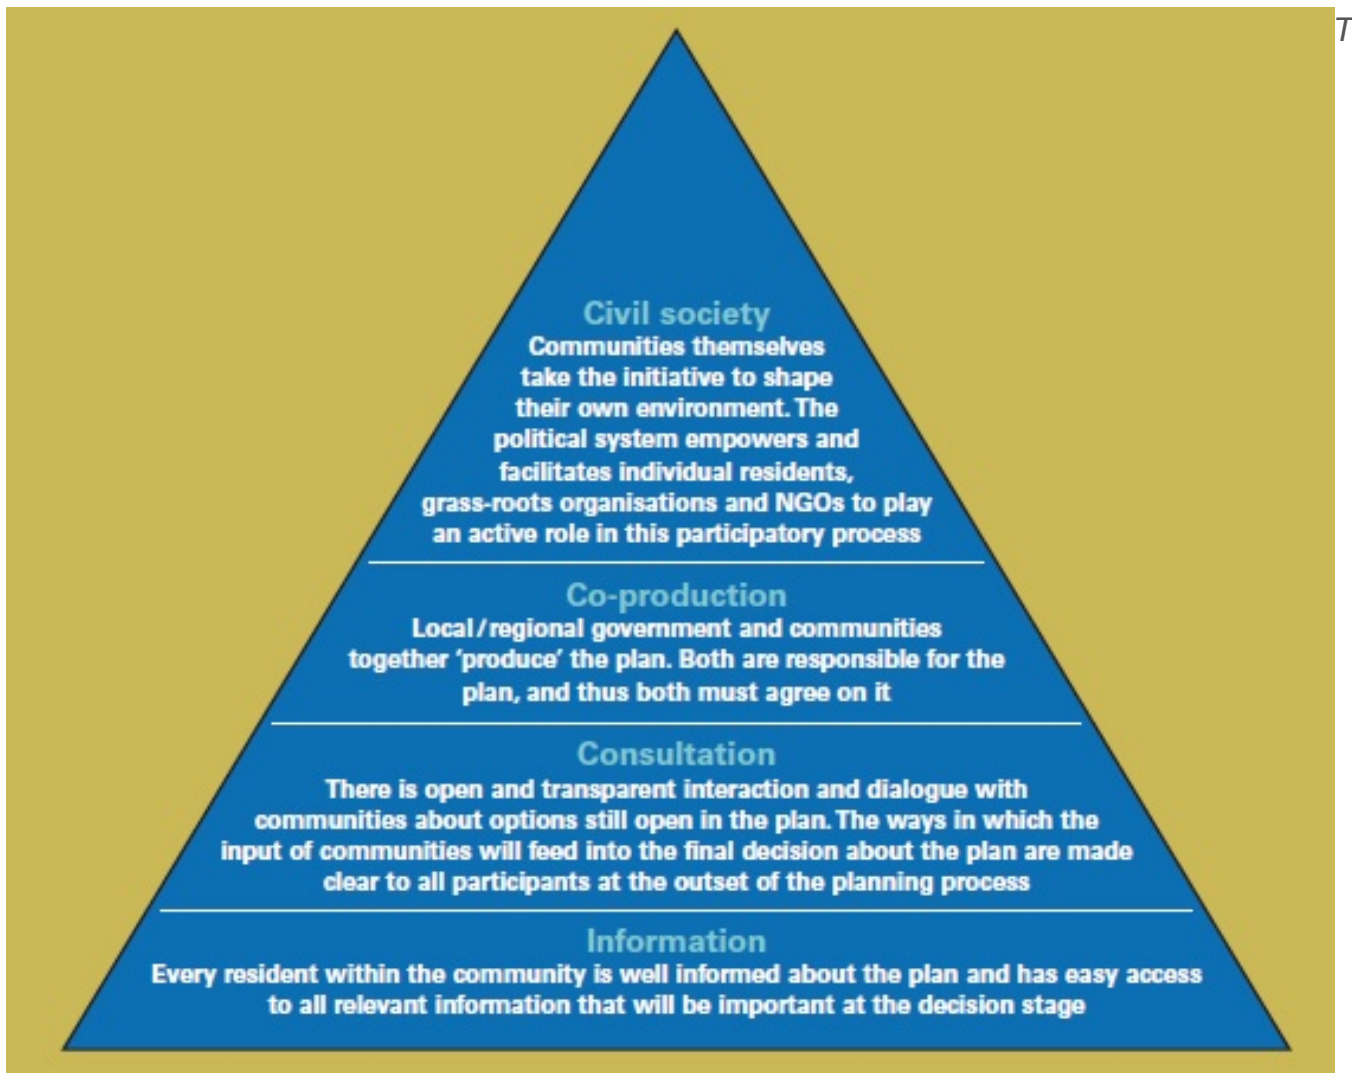 T
Civil society
Communities themselves
take the initiative to shape
their own environment. The
political system empowers and
facilitates individual residents,
grass-roots organisations and NGOs to play
an active role in this participatory process
Co-production
Local/regional government and communities
together ‘produce’ the plan. Both are responsible for the
plan, and thus both must agree on it
Consultation
There is open and transparent interaction and dialogue with
communities about options still open in the plan. The ways in which the
input of communities will feed into the final decision about the plan are made
clear to all participants at the outset of the planning process
Information
Every resident within the community is well informed about the plan and has easy access
to all relevant information that will be important at the decision stage